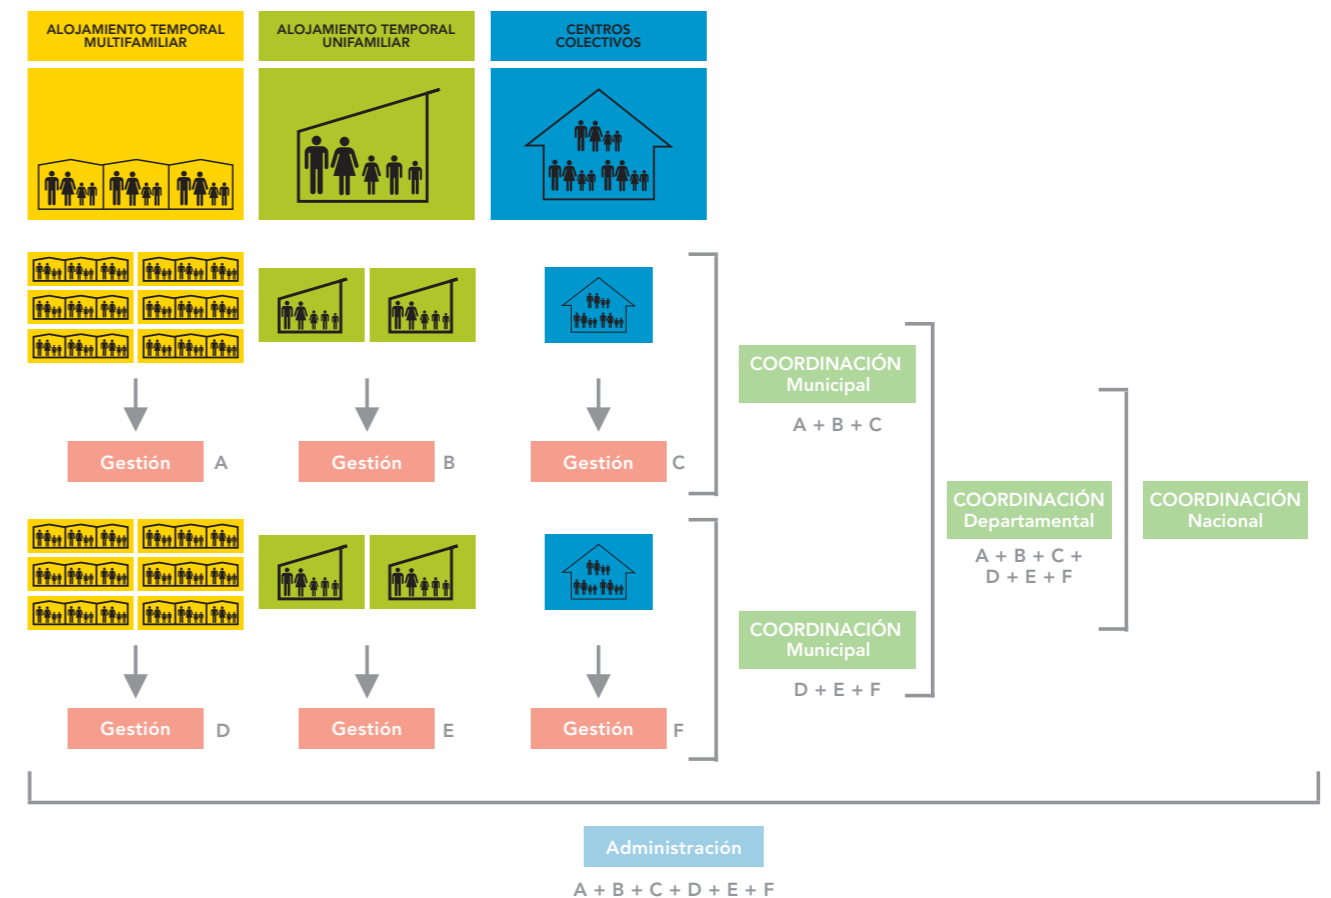 ALOJAMIENTO TEMPORAL
MULTIFAMILIAR
ALOJAMIENTO TEMPORAL
UNIFAMILIAR
CENTROS
COLECTIVOS
Gestión A
Gestión B
Gestión C
COORDINACIÓN
Municipal
A + B + C
Gestión D
Gestión E
Gestión F
COORDINACIÓN
Municipal
D + E + F
COORDINACIÓN
Departamental
A + B + C +
D + E + F
COORDINACIÓN
Nacional
Administración
A + B + C + D + E + F